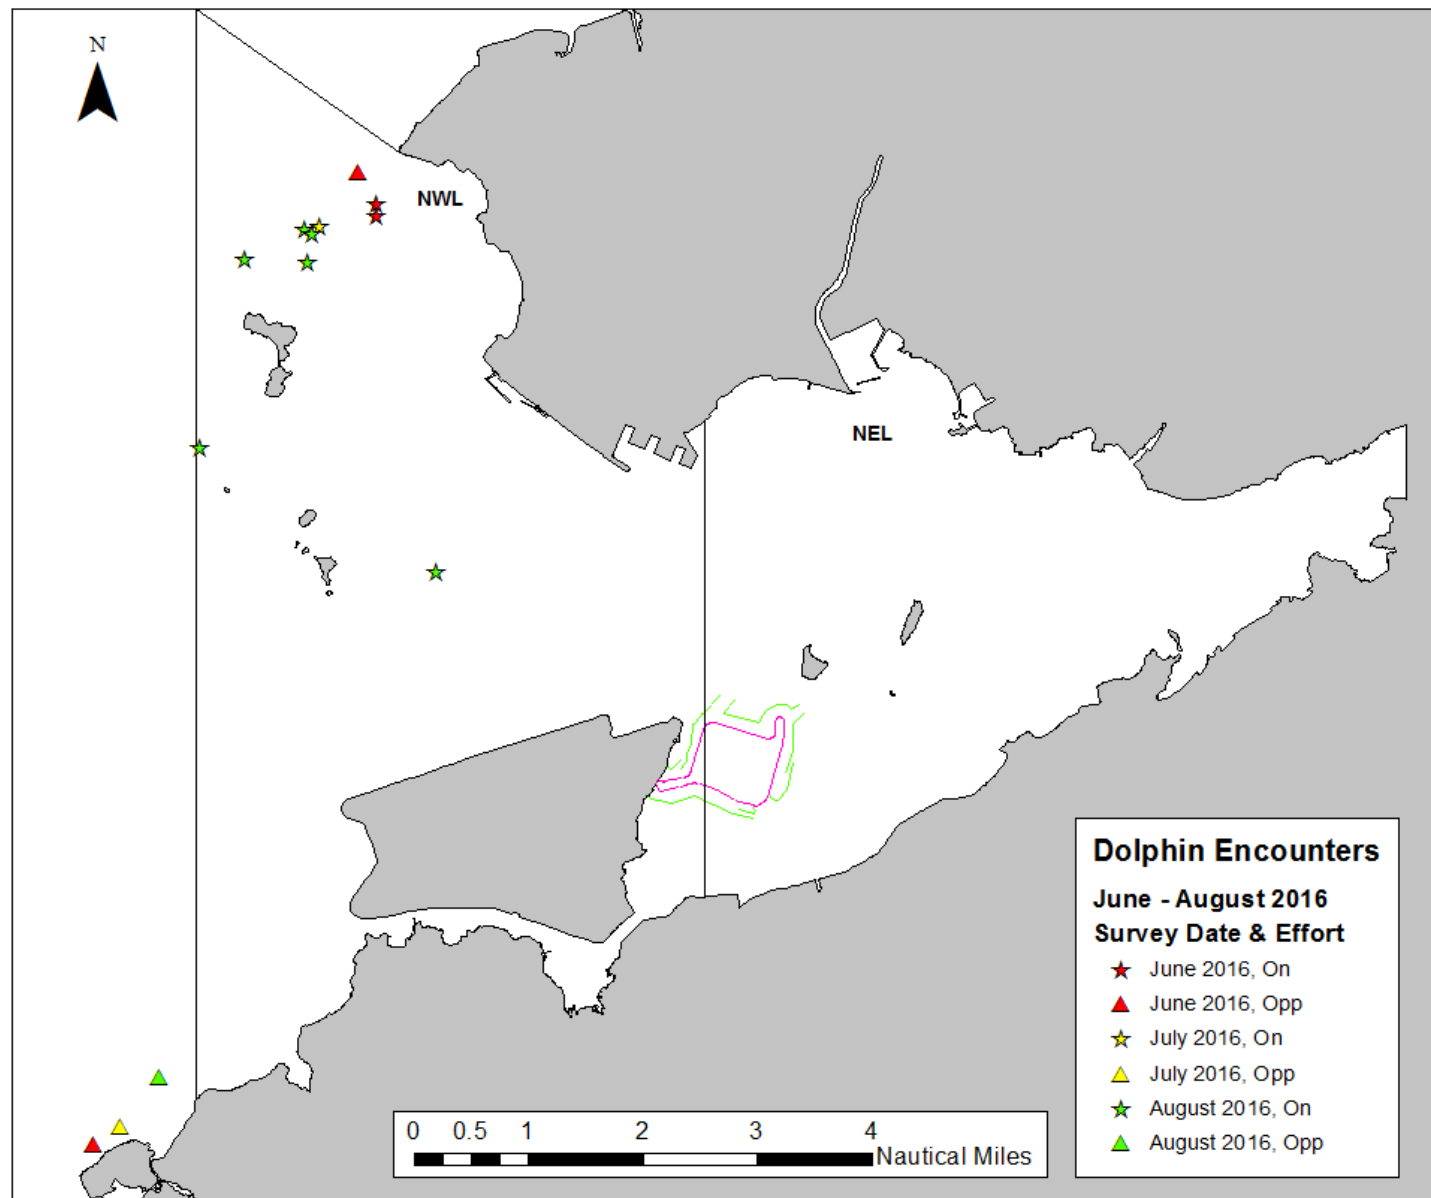 N
NWL
NEL
Dolphin Encounters
June - August 2016
Survey Date & Effort
June 2016, On
June 2016, Opp
July 2016, On
July 2016, Opp
August 2016, On
August 2016, Opp
0 0.5 1 2 3 4
Nautical Miles